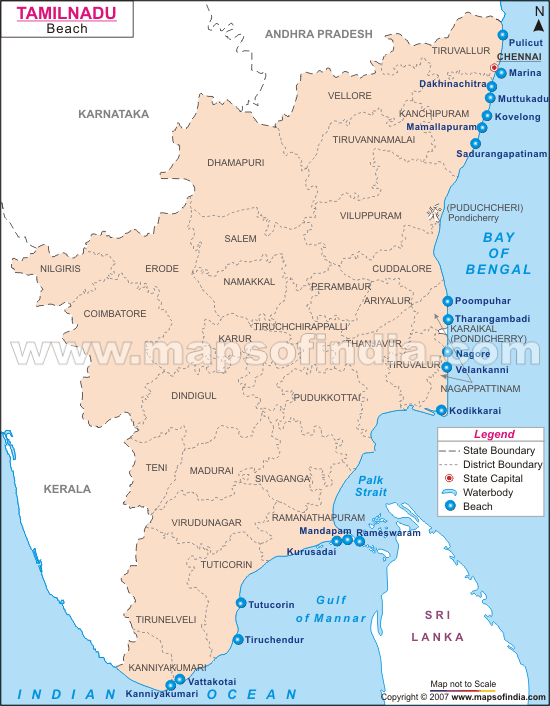 TAMILNADU
Beach
ANDHRA PRADESH
KARNATAKA
TIRUVALLUR
Pulicut
CHENNAI
N
Marina
Dakhinachitra
VELLORE
Muttukadu
KANCHIPURAM
Kovelong
Mamallapuram
TIRUVANNAMALAI
Sadurangapatinam
DHAMAPURI
(PUDUCHCHERI)
Pondicherry
VILUPPURAM
BAY
OF
BENGAL
SALEM
NILGIRIS
ERODE
CUDDALORE
NAMAKKAL
PERAMBAUR
ARIYALUR
Poompuhar
COIMBATORE
Tharangambadi
TIRUCHCHIRAPPALLI
KARAIKAL
(PONDICHERRY)
KARUR
THANJAVUR
www.mapsofindia.com
Nagore
TIRUVALUR
Velankanni
NAGAPPATTINAM
DINDIGUL
PUDUKKOTTAI
Kodikkarai
Legend
State Boundary
District Boundary
State Capital
Waterbody
Beach
TENI
MADURAI
SIVAGANGA
Palk
Strait
KERALA
VIRUDUNAGAR
RAMANATHAPURAM
Mandapam
Rameswaram
Kurusadai
TUTICORIN
Tutucorin
Gulf
of Mannar
TIRUNELVELI
Tiruchendur
SRI
LANKA
KANNIYAKUMARI
Vattakotai
Kanniyakumari
INDIAN OCEAN
Map not to Scale
Copyright © 2007 www.mapsofindia.com